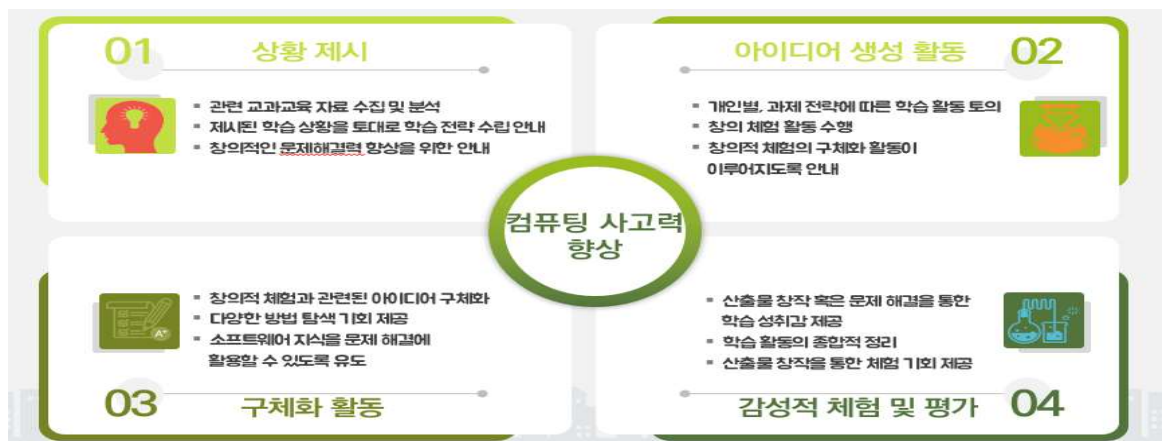 01 상황 제시
▪ 관련 교과교육 자료 수집 및 분석
▪ 제시된 학습 상황을 토대로 학습 전략 수립 안내
▪ 창의적인 문제해결력 향상을 위한 안내
아이디어 생성 활동 02
▪ 개인별, 과제 전략에 따른 학습 활동 토의
▪ 창의 체험 활동 수행
▪ 창의적 체험의 구체화 활동이
이루어지도록 안내
컴퓨팅 사고력
향상
▪ 창의적 체험과 관련된 아이디어 구체화
▪ 다양한 방법 탐색 기회 제공
▪ 소프트웨어 지식을 문제 해결에
활용할 수 있도록 유도
A+
03 구체화 활동
▪ 산출물 창작 혹은 문제 해결을 통한
학습 성취감 제공
▪ 학습 활동의 종합적 정리
▪ 산출물 창작을 통한 체험 기회 제공
감성적 체험 및 평가 04